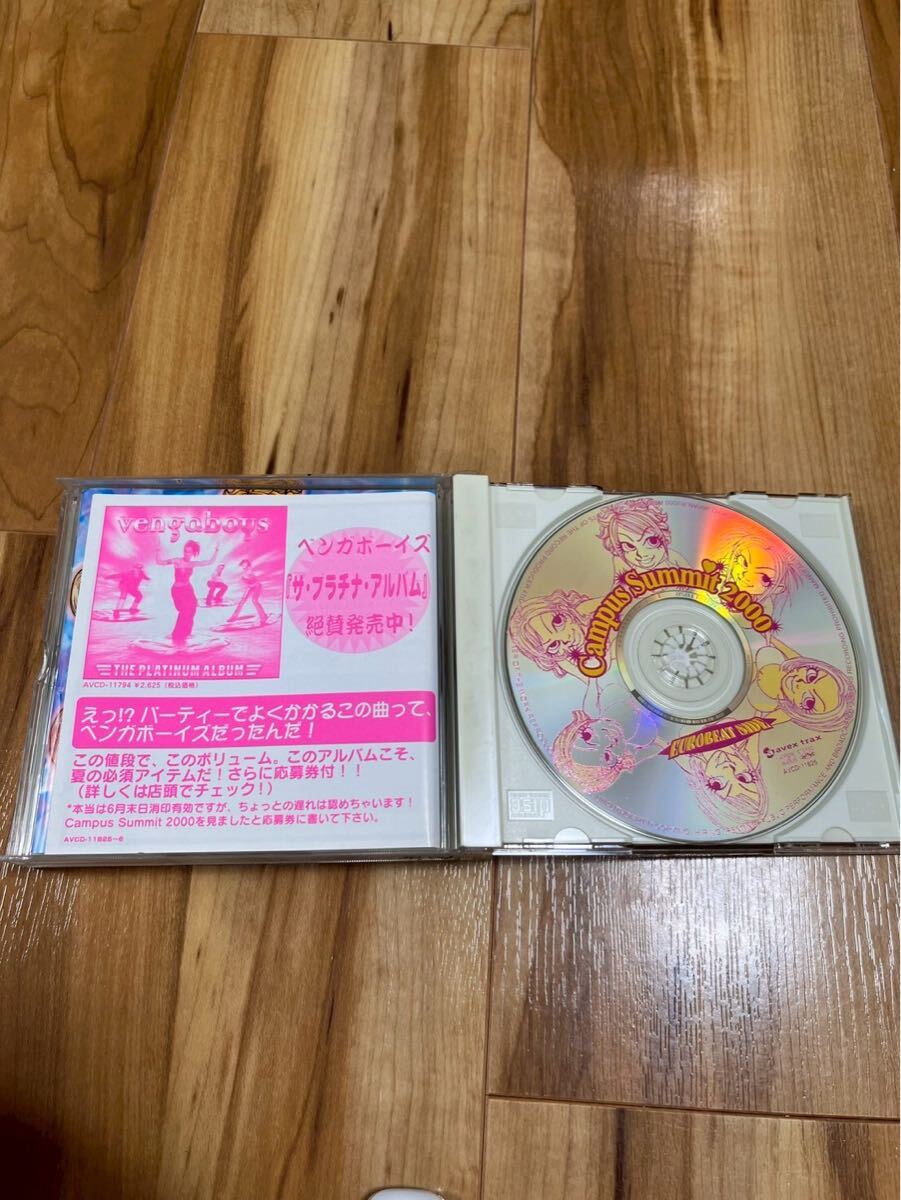 vengaboys
THE PLATINUM ALBUM
ベンガボーイズ
『ザ・プラチナ・アルバム』
絶賛発売中！
AVCD-11794 ¥2,625（税込価格）
えっ!? パーティーでよくかかるこの曲って、
ベンガボーイズだったんだ！
この値段で、このボリューム。このアルバムこそ、
夏の必須アイテムだ！さらに応募券付！！
（詳しくは店頭でチェック！）
*本当は6月末日消印有効ですが、ちょっとの遅れは認めちゃいます！
Campus Summit 2000を見ましたと応募券に書いて下さい。
AVCD-11825~6
Campus Summit 2000
EUROBEAT SIDE
avex trax